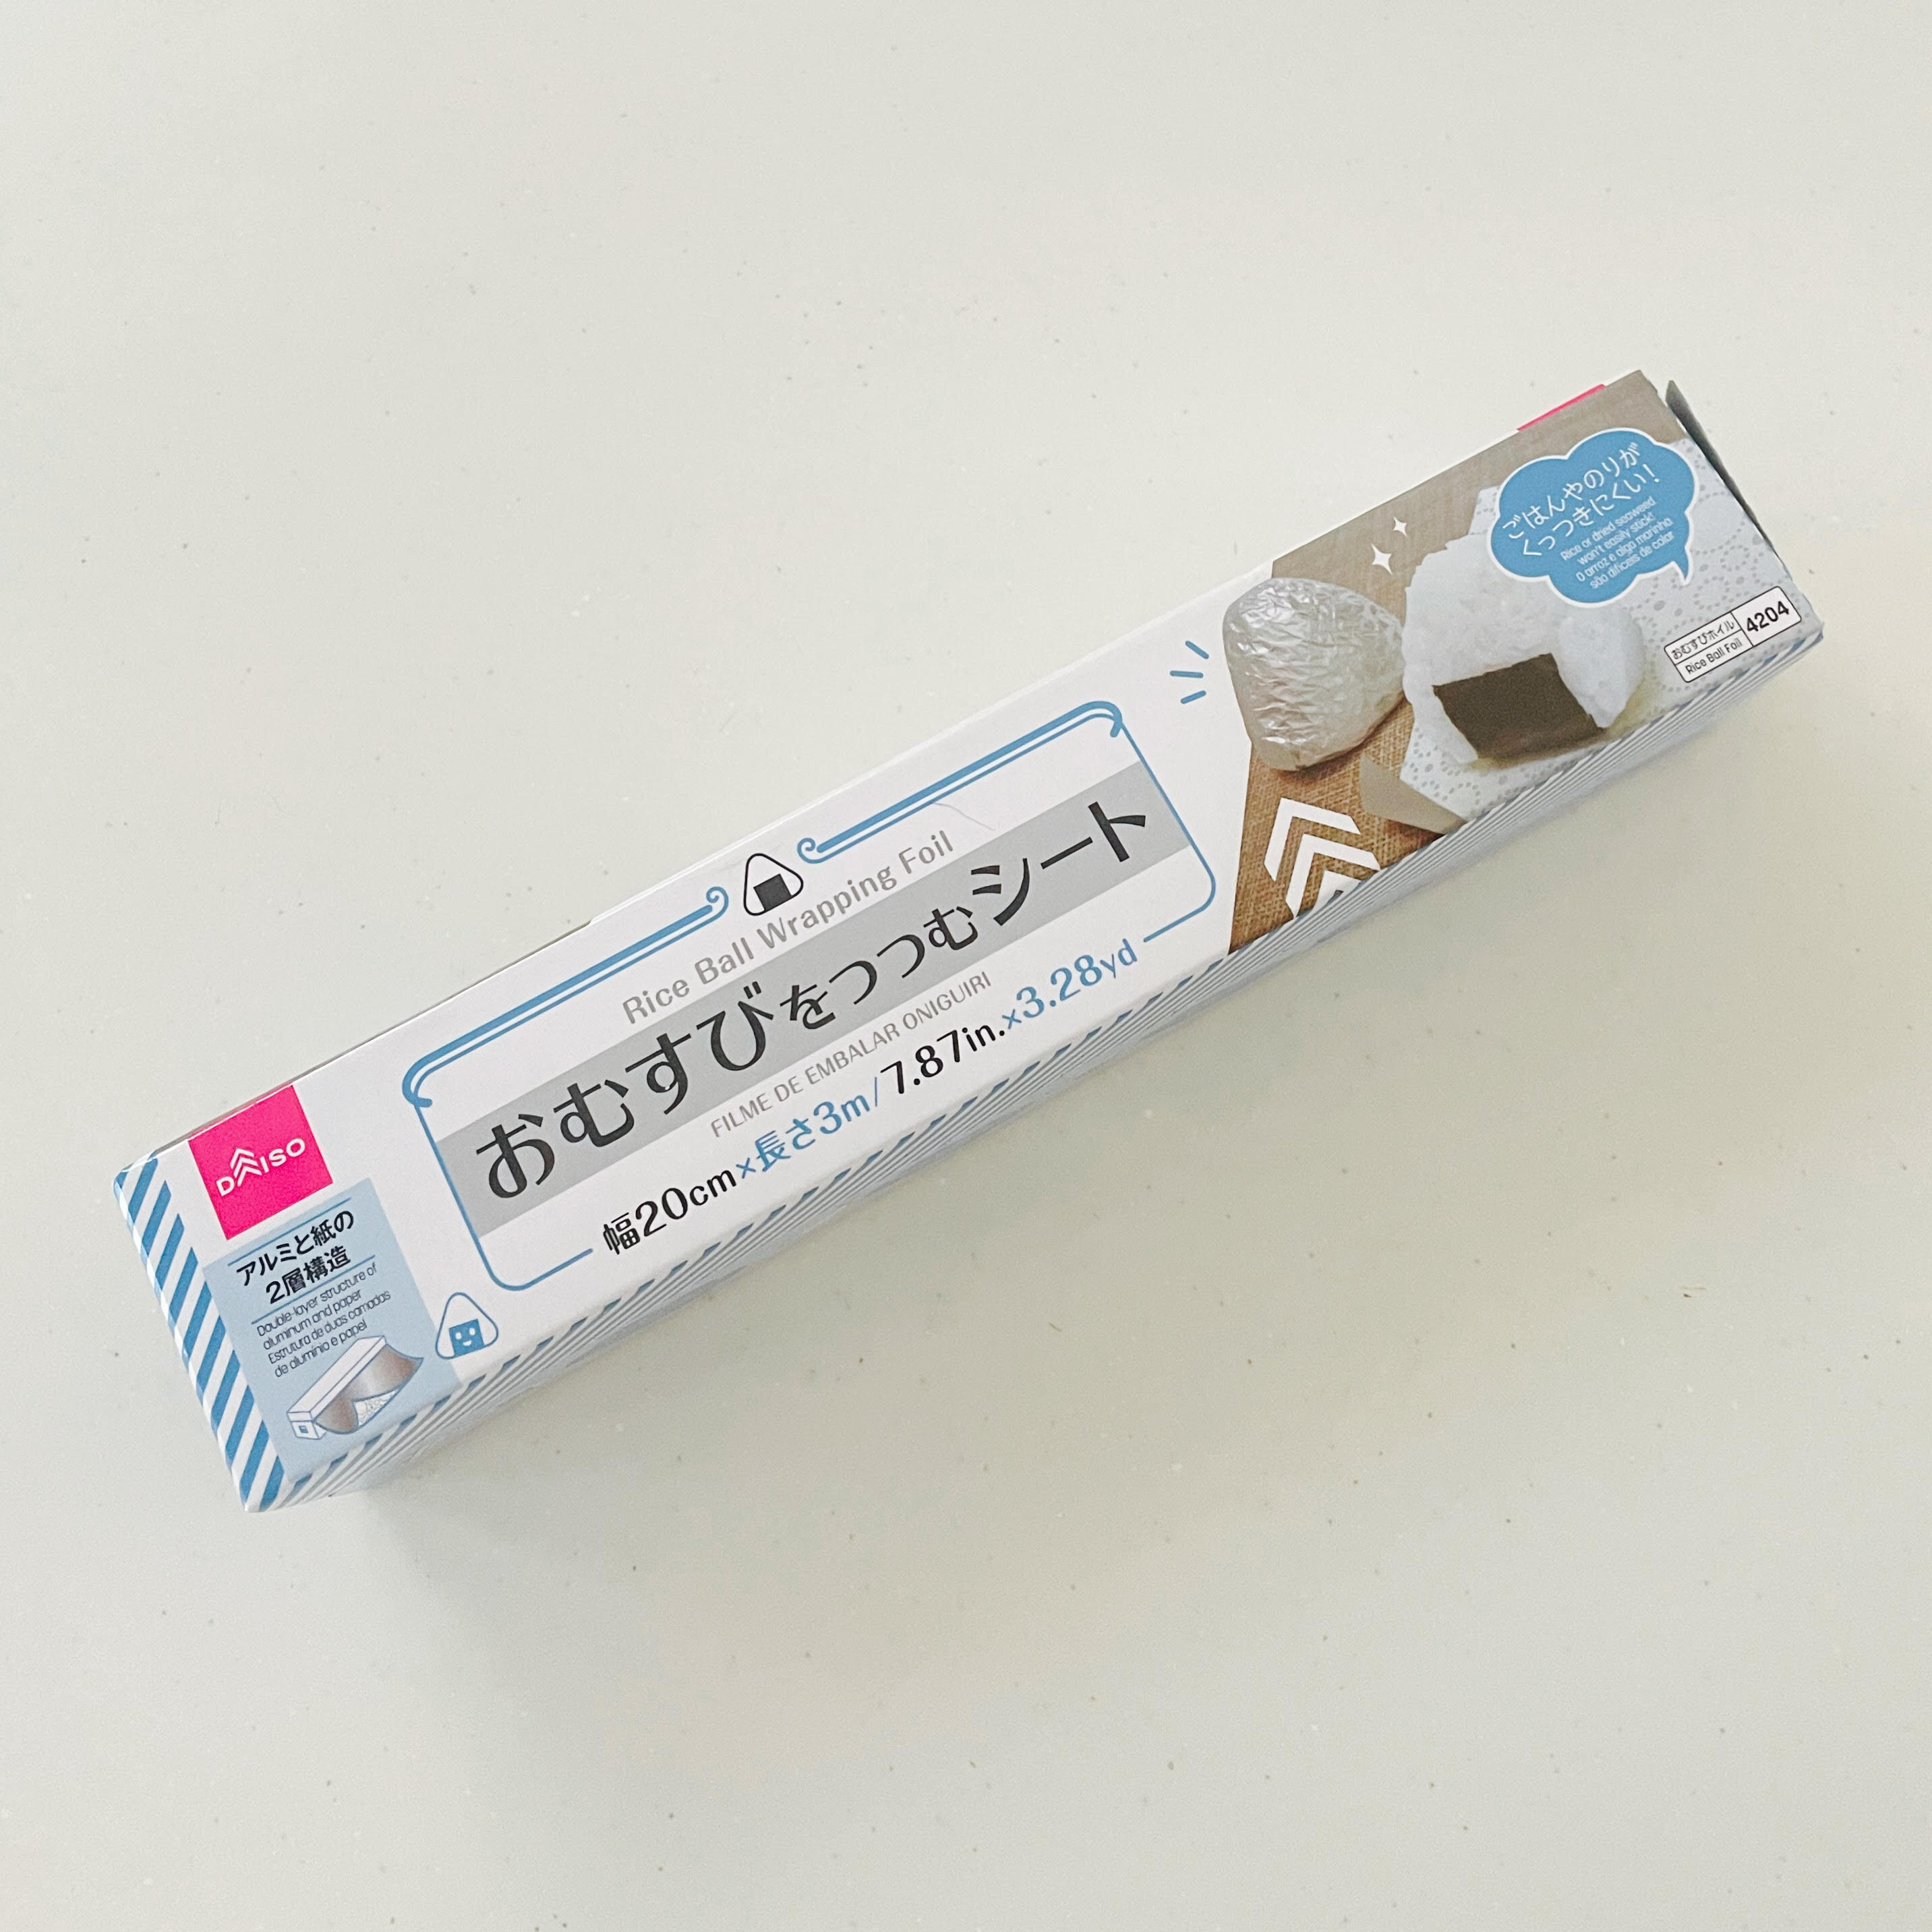 DAISO
アルミと紙の
2層構造
Double-layer structure of
aluminum and paper
Estrutura de duas camadas
de alumínio e papel
Rice Ball Wrapping Foil
おむすびをつつむシート
FILME DE EMBALAR ONIGUIRI
幅20cm×長さ3m/7.87in.×3.28yd
ごはんやのりが
くっつきにくい!
Rice or dried seaweed
won't easily stick!
O arroz e alga marinha
são difíceis de colar
おむすびホイル
Rice Ball Foil
4204